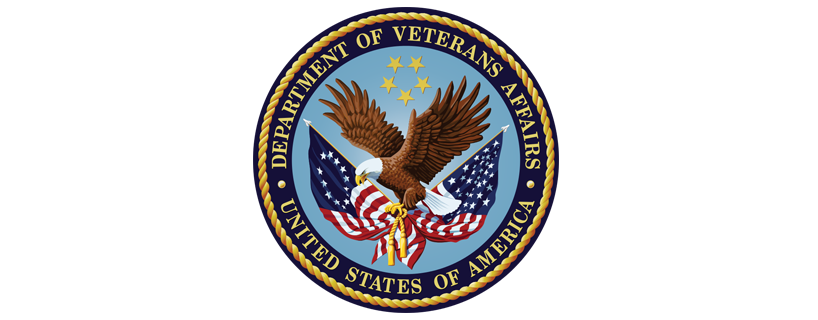 DEPARTMENT OF VETERANS AFFAIRS
UNITED STATES OF AMERICA